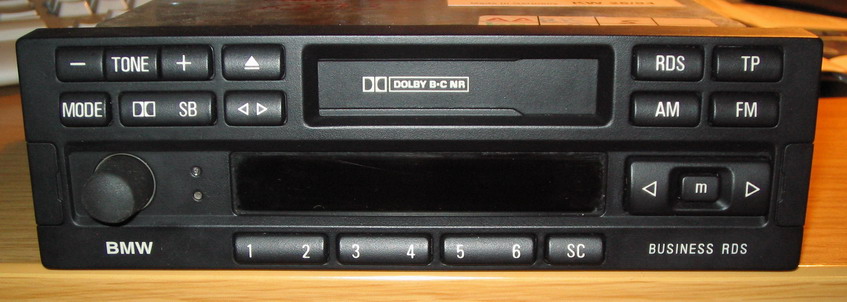 - TONE + RDS TP
MODE SB AM FM
DOLBY B·C NR
m
BMW 1 2 3 4 5 6 SC BUSINESS RDS